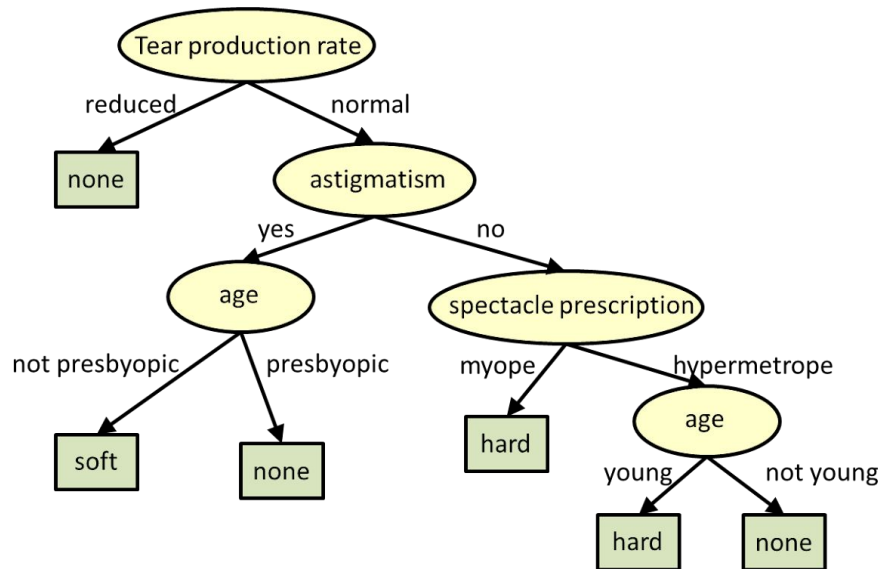 Tear production rate
reduced
normal
none
astigmatism
yes
no
age
spectacle prescription
not presbyopic
presbyopic
myope
hypermetrope
soft
none
hard
age
young
not young
hard
none